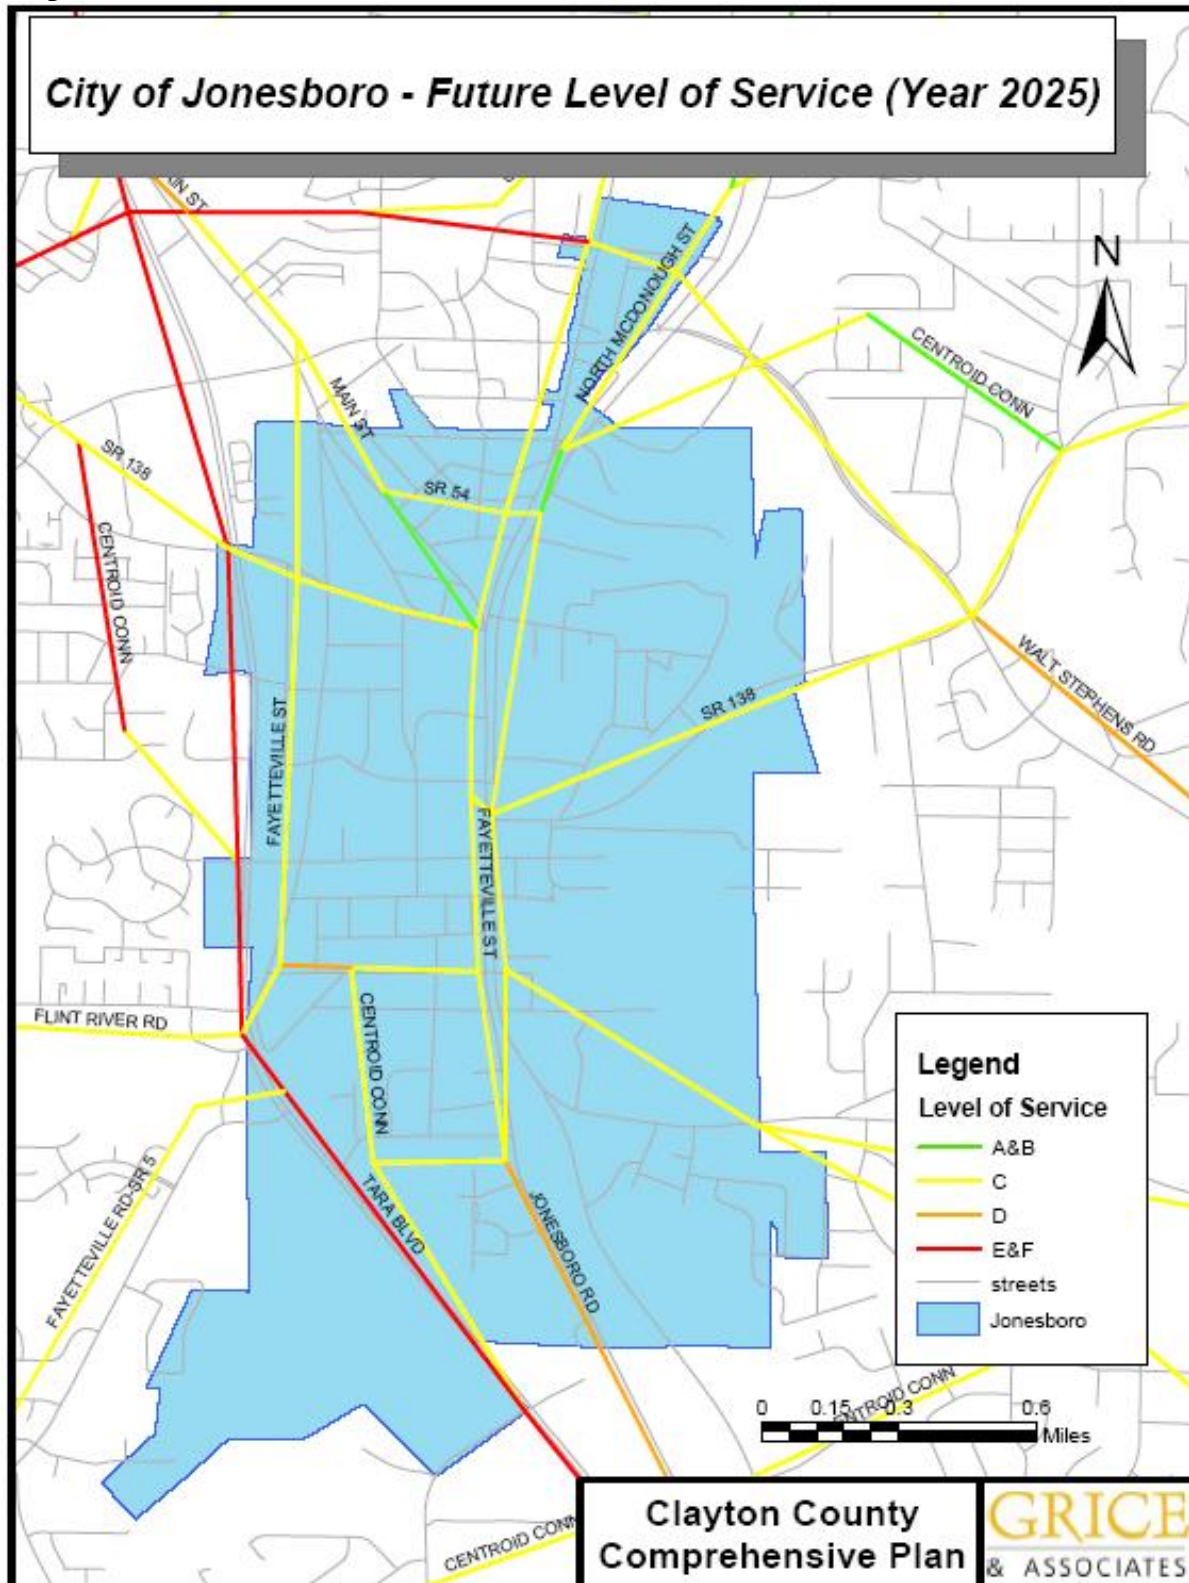 City of Jonesboro - Future Level of Service (Year 2025)
IN ST
N
NORTH MCDONOUGH ST
CENTROID CONN
MAIN ST
SR 138
SR 54
CENTROID CONN
WALT STEPHENS RD
SR 138
FAYETTEVILLE ST
FAYETTEVILLE ST
FLINT RIVER RD
CENTROID CONN
FAYETTEVILLE RD-SR 5
TARA BLVD
JONESBORO RD
Legend
Level of Service
A&B
C
D
E&F
streets
Jonesboro
ENTROID CONN
0 0.15 0.3 0.6
Miles
CENTROID CONN
Clayton County
Comprehensive Plan
GRICE
& ASSOCIATES